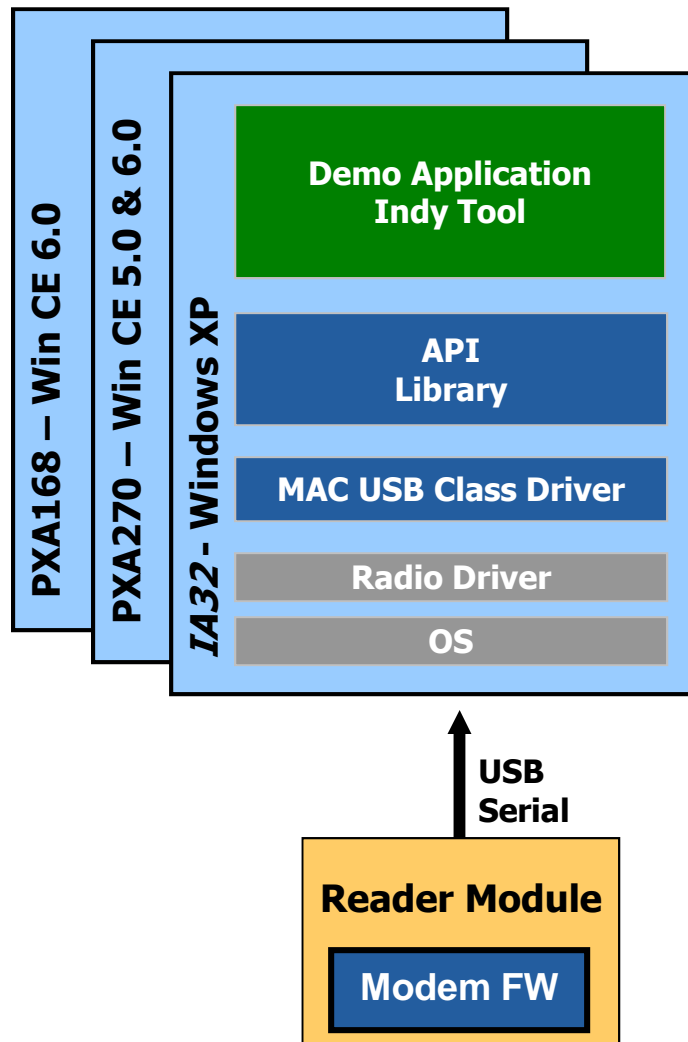 PXA168 – Win CE 6.0
PXA270 – Win CE 5.0 & 6.0
IA32 - Windows XP
Demo Application
Indy Tool
API
Library
MAC USB Class Driver
Radio Driver
OS
USB
Serial
Reader Module
Modem FW